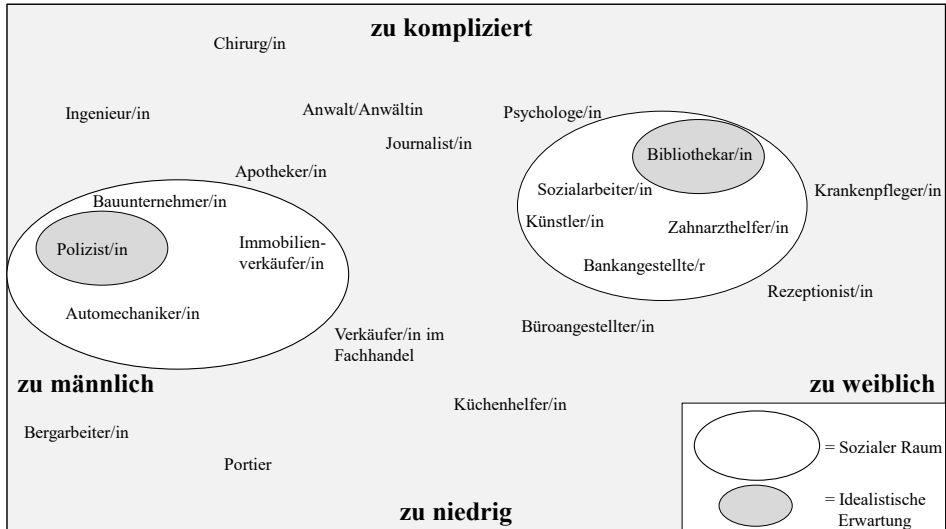 zu kompliziert
Chirurg/in
Ingenieur/in
Anwalt/Anwältin
Psychologe/in
Journalist/in
Bibliothekar/in
Apotheker/in
Sozialarbeiter/in
Krankenpfleger/in
Bauunternehmer/in
Künstler/in
Zahnarzthelfer/in
Polizist/in
Immobilien-
verkäufer/in
Bankangestellte/r
Rezeptionist/in
Automechaniker/in
Verkäufer/in im
Fachhandel
Büroangestellter/in
zu männlich
zu weiblich
Küchenhelfer/in
Bergarbeiter/in
Portier
zu niedrig
= Sozialer Raum
= Idealistische
Erwartung